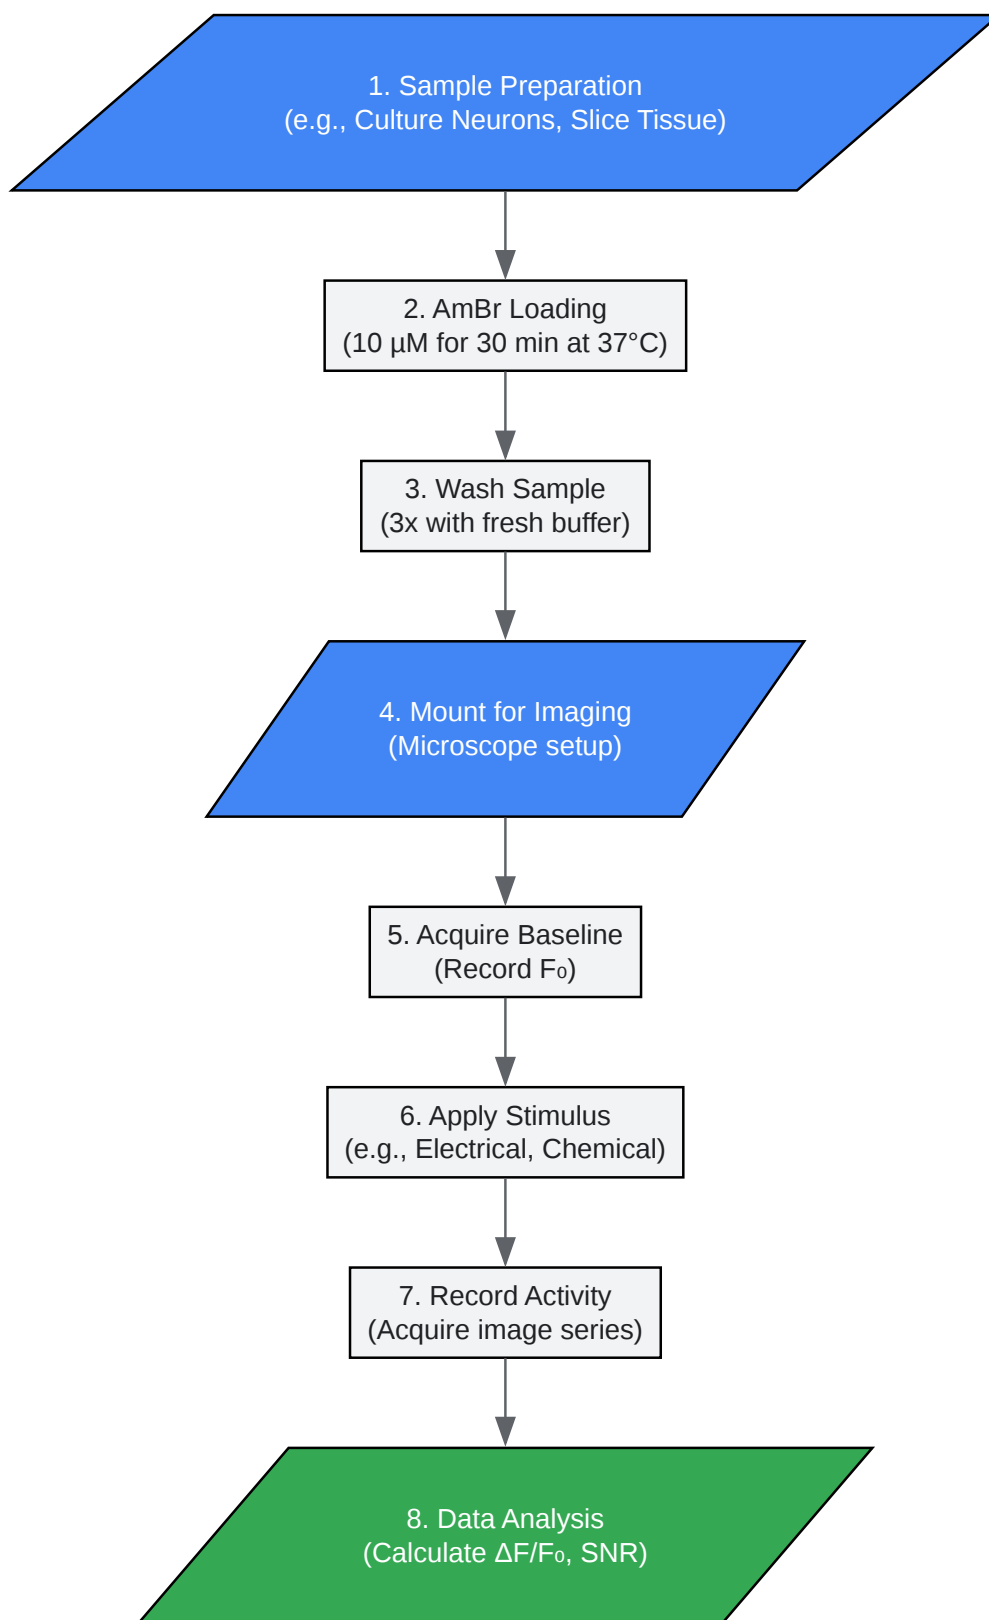 1. Sample Preparation
(e.g., Culture Neurons, Slice Tissue)
2. AmBr Loading
(10 µM for 30 min at 37°C)
3. Wash Sample
(3x with fresh buffer)
4. Mount for Imaging
(Microscope setup)
5. Acquire Baseline
(Record F₀)
6. Apply Stimulus
(e.g., Electrical, Chemical)
7. Record Activity
(Acquire image series)
8. Data Analysis
(Calculate ΔF/F₀, SNR)